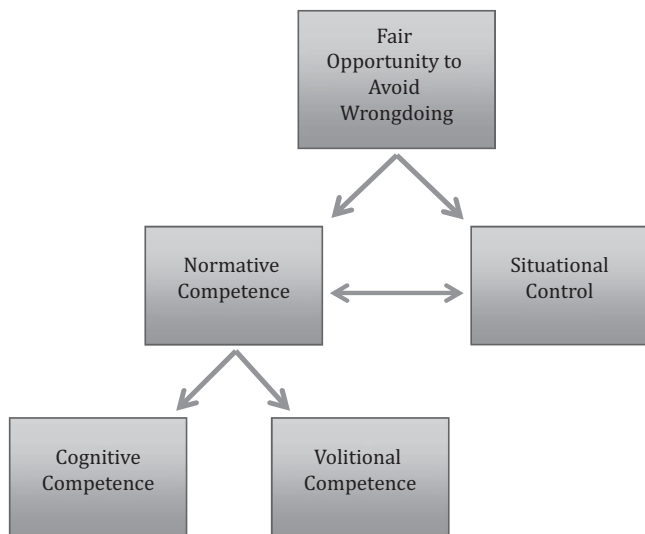 Fair
Opportunity to
Avoid
Wrongdoing
Normative
Competence
Situational
Control
Cognitive
Competence
Volitional
Competence